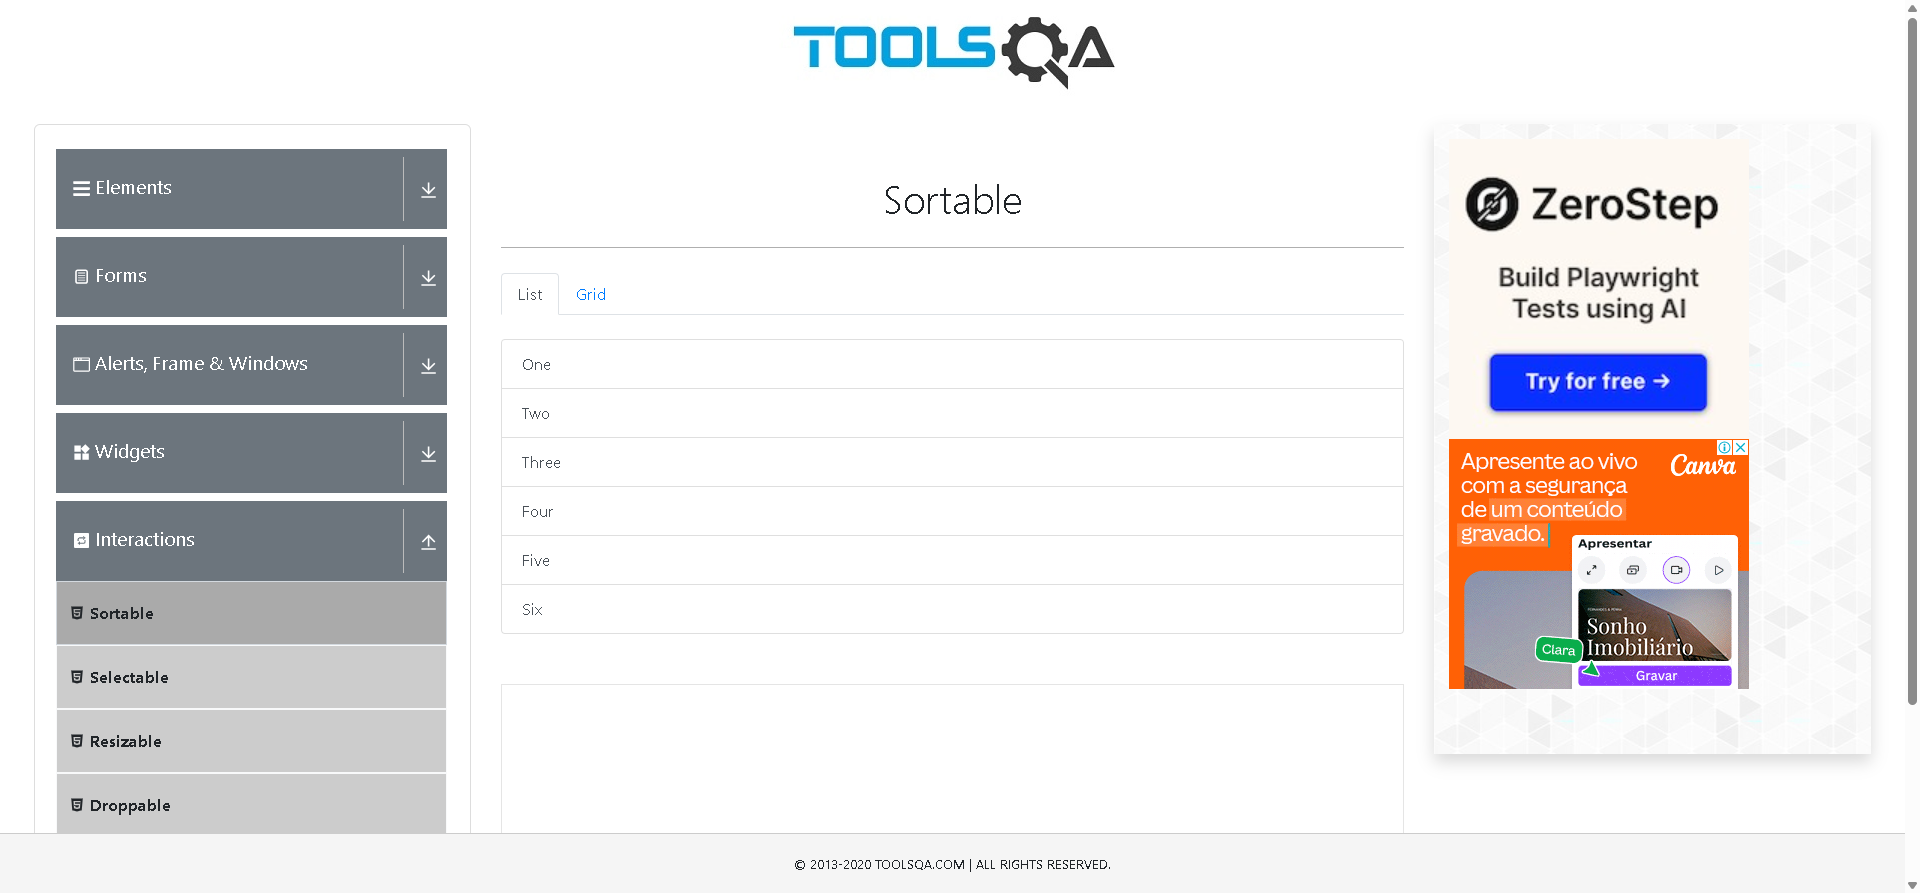 TOOLSQA
Elements
Forms
Alerts, Frame & Windows
Widgets
Interactions
Sortable
Selectable
Resizable
Droppable
Sortable
List
Grid
One
Two
Three
Four
Five
Six
ZeroStep
Build Playwright
Tests using AI
Try for free →
Apresente ao vivo
com a segurança
de um conteúdo
gravado.
Canva
Apresentar
Sonho
Imobiliário
Clara
Gravar
© 2013-2020 TOOLSQA.COM | ALL RIGHTS RESERVED.